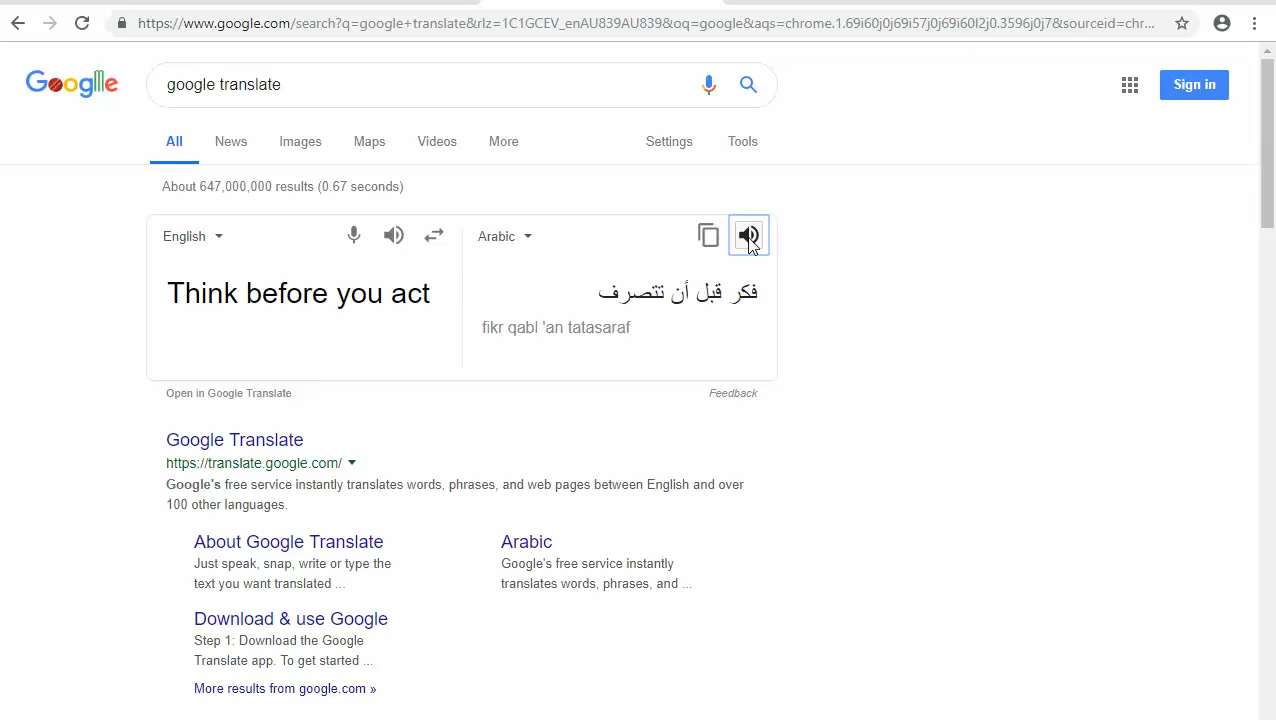 https://www.google.com/search?q=google+translate&rlz=1C1GCEV_enAU839AU839&oq=google&aqs=chrome.1.69i60j0j69i57j0j69i60l2j0.3596j0j7&sourceid=chr...
Googlle
google translate
Sign in
All News Images Maps Videos More Settings Tools
About 647,000,000 results (0.67 seconds)
English Arabic
Think before you act
فكر قبل أن تتصرف
fikr qabl 'an tatasaraf
Open in Google Translate Feedback
Google Translate
https://translate.google.com/
Google's free service instantly translates words, phrases, and web pages between English and over
100 other languages.
About Google Translate
Just speak, snap, write or type the
text you want translated ...
Arabic
Google's free service instantly
translates words, phrases, and ...
Download & use Google
Step 1: Download the Google
Translate app. To get started ...
More results from google.com »